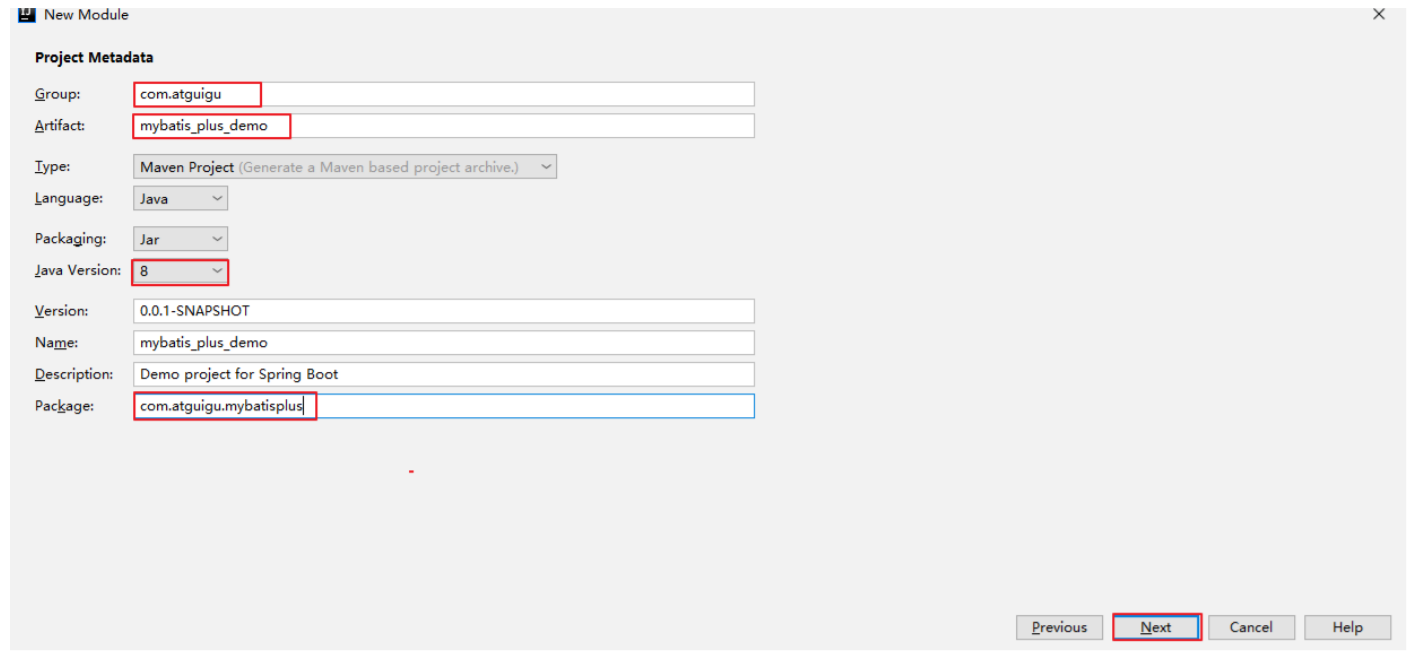 New Module
Project Metadata
Group: com.atguigu
Artifact: mybatis_plus_demo
Type: Maven Project (Generate a Maven based project archive.)
Language: Java
Packaging: Jar
Java Version: 8
Version: 0.0.1-SNAPSHOT
Name: mybatis_plus_demo
Description: Demo project for Spring Boot
Package: com.atguigu.mybatisplus
Previous Next Cancel Help